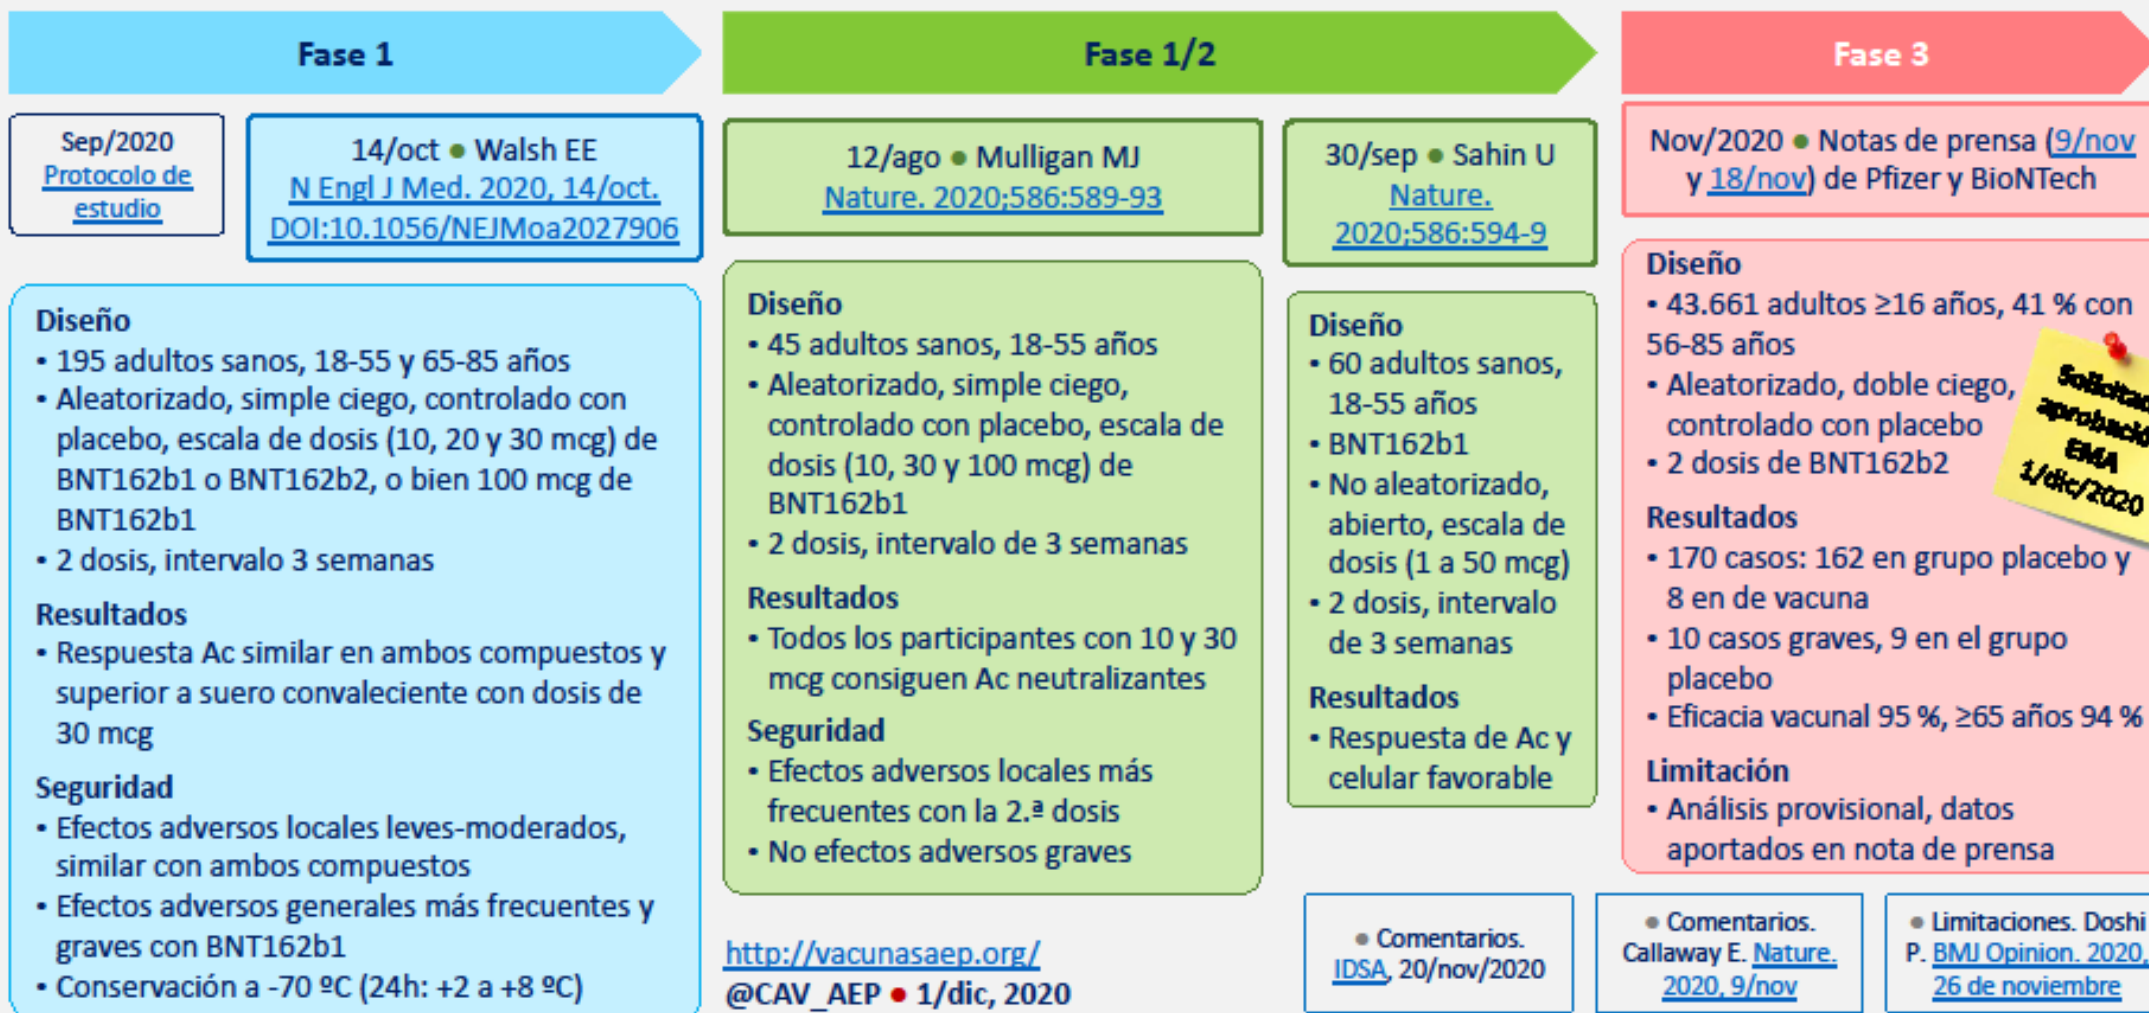 Fase 1
Sep/2020
Protocolo de
estudio
14/oct ● Walsh EE
N Engl J Med. 2020, 14/oct.
DOI:10.1056/NEJMoa2027906
Diseño
• 195 adultos sanos, 18-55 y 65-85 años
• Aleatorizado, simple ciego, controlado con
placebo, escala de dosis (10, 20 y 30 mcg) de
BNT162b1 o BNT162b2, o bien 100 mcg de
BNT162b1
• 2 dosis, intervalo 3 semanas
Resultados
• Respuesta Ac similar en ambos compuestos y
superior a suero convaleciente con dosis de
30 mcg
Seguridad
• Efectos adversos locales leves-moderados,
similar con ambos compuestos
• Efectos adversos generales más frecuentes y
graves con BNT162b1
• Conservación a -70 ºC (24h: +2 a +8 ºC)
Fase 1/2
12/ago ● Mulligan MJ
Nature. 2020;586:589-93
Diseño
• 45 adultos sanos, 18-55 años
• Aleatorizado, simple ciego,
controlado con placebo, escala de
dosis (10, 30 y 100 mcg) de
BNT162b1
• 2 dosis, intervalo de 3 semanas
Resultados
• Todos los participantes con 10 y 30
mcg consiguen Ac neutralizantes
Seguridad
• Efectos adversos locales más
frecuentes con la 2.ª dosis
• No efectos adversos graves
30/sep ● Sahin U
Nature.
2020;586:594-9
Diseño
• 60 adultos sanos,
18-55 años
• BNT162b1
• No aleatorizado,
abierto, escala de
dosis (1 a 50 mcg)
• 2 dosis, intervalo
de 3 semanas
Resultados
• Respuesta de Ac y
celular favorable
Fase 3
Nov/2020 ● Notas de prensa (9/nov
y 18/nov) de Pfizer y BioNTech
Diseño
• 43.661 adultos ≥16 años, 41 % con
56-85 años
• Aleatorizado, doble ciego,
controlado con placebo
• 2 dosis de BNT162b2
EMA
1/dic/2020
Resultados
• 170 casos: 162 en grupo placebo y
8 en de vacuna
• 10 casos graves, 9 en el grupo
placebo
• Eficacia vacunal 95 %, ≥65 años 94 %
Limitación
• Análisis provisional, datos
aportados en nota de prensa
http://vacunasaep.org/
@CAV_AEP ● 1/dic, 2020
● Comentarios.
IDSA, 20/nov/2020
● Comentarios.
Callaway E. Nature.
2020, 9/nov
● Limitaciones. Doshi
P. BMJ Opinion. 2020,
26 de noviembre